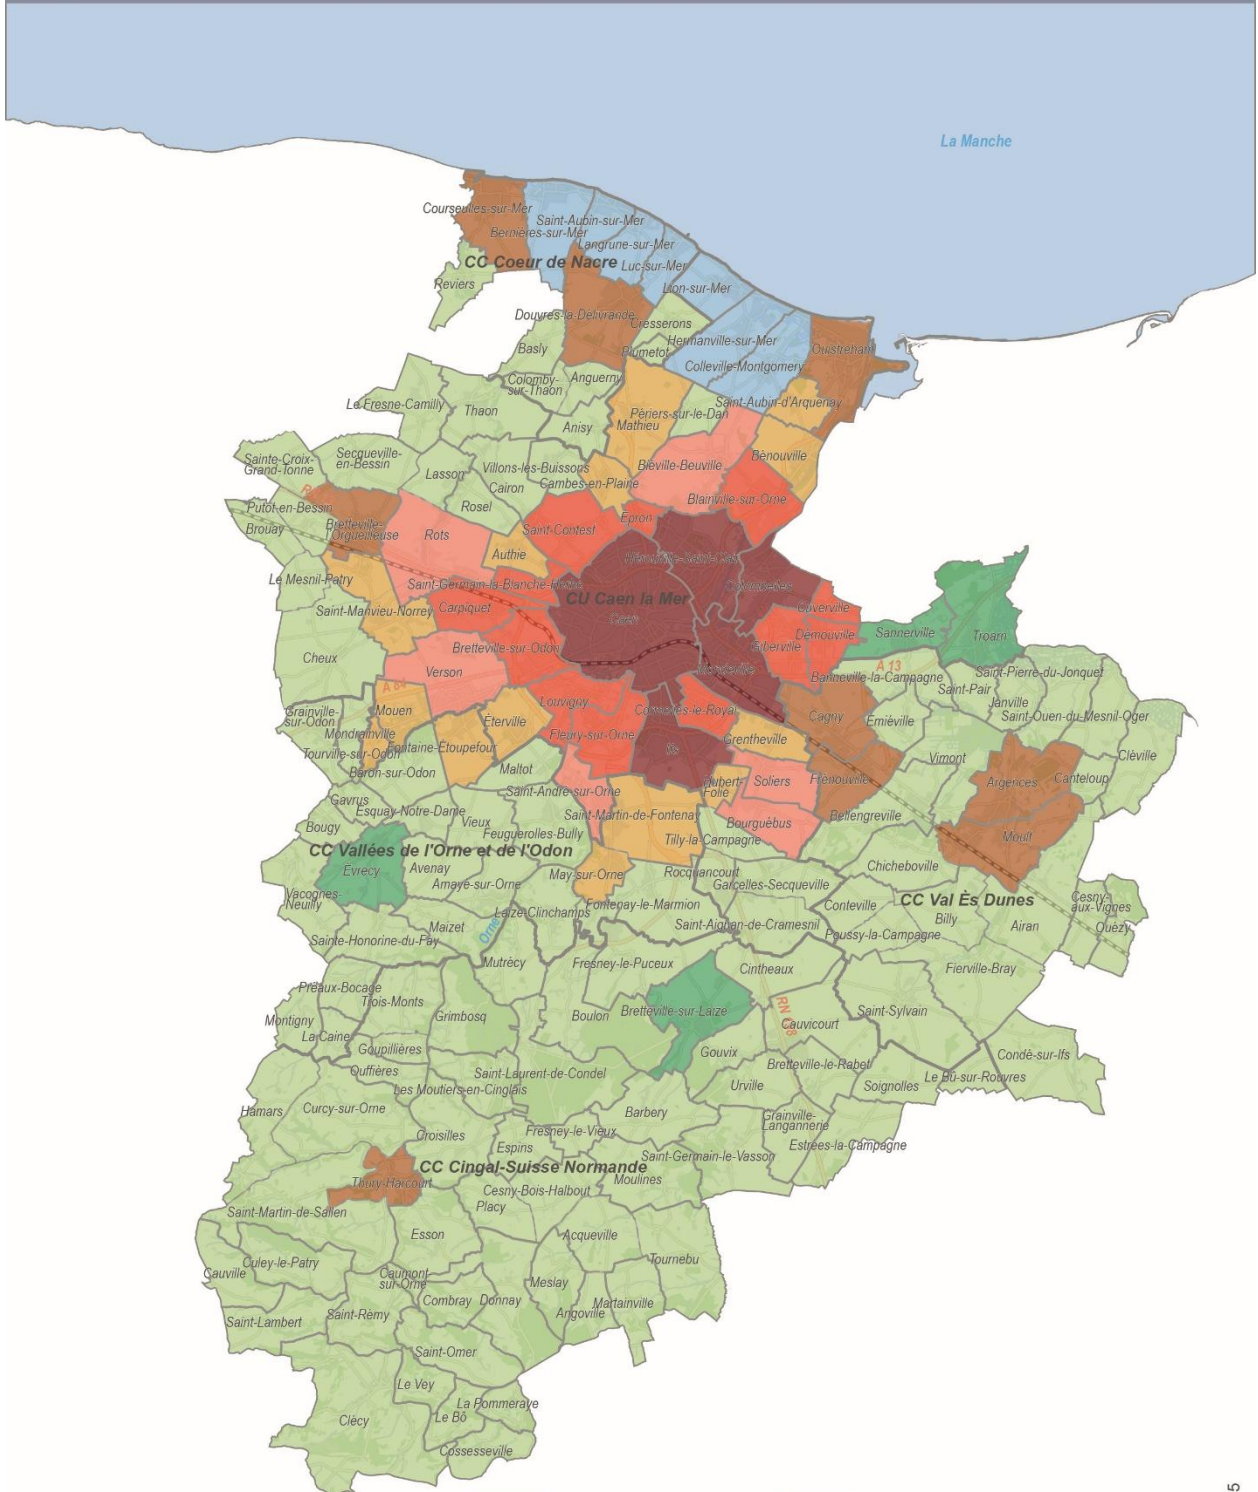 La Manche
Courseulles-sur-Mer
Saint-Aubin-sur-Mer
Bernières-sur-Mer
Langrune-sur-Mer
CC Coeur de Nacre
Luc-sur-Mer
Reviers
Lion-sur-Mer
Douvres-la-Délivrande
Cresserons
Hermanville-sur-Mer
Basly
Plumetot
Ouistreham
Colleville-Montgomery
Colomby-
sur-Thaon
Anguerny
Le Fresne-Camilly
Thaon
Saint-Aubin-d'Arquenay
Périers-sur-le-Dan
Mathieu
Anisy
Sainte-Croix-
Grand-Tonne
Secqueville-
en-Bessin
Bénouville
Lasson
Villons-les-Buissons
Biéville-Beuville
Cairon
Cambes-en-Plaine
Blainville-sur-Orne
Putot-en-Bessin
Rosel
Brouay
Bretteville-
Orgueilleuse
Rots
Saint-Contest
Epron
Authie
Hérouville-Saint-Clair
Le Mesnil-Patry
Saint-Germain-la-Blanche-Herbe
Colombelles
CU Caen la Mer
Saint-Manvieu-Norrey
Carpiquet
Cuverville
Caen
Démouville
Sannerville
Troarn
Bretteville-sur-Odon
Giberville
Cheux
Verson
Mondeville
A 13
Banneville-la-Campagne
Saint-Pierre-du-Jonquet
A 84
Saint-Pair
Janville
Mouen
Louvigny
Cormelles-le-Royal
Cagny
Émiéville
Saint-Ouen-du-Mesnil-Oger
Grainville-
sur-Odon
Éterville
Mondrainville
Fleury-sur-Orne
Grentheville
Tourville-sur-Odon
Fontaine-Étoupefour
Ifs
Vimont
Cléville
Baron-sur-Odon
Maltot
Hubert-
Folie
Soliers
Frénouville
Argences
Canteloup
Saint-André-sur-Orne
Gavrus
Esquay-Notre-Dame
Saint-Martin-de-Fontenay
Bourguébus
Bellengreville
Bougy
Vieux
Feuguerolles-Bully
Tilly-la-Campagne
Moult
CC Vallées de l'Orne et de l'Odon
Évrecy
Avenay
May-sur-Orne
Rocquancourt
Chicheboville
Amayé-sur-Orne
Garcelles-Secqueville
Vacognes-
Neuilly
CC Val Ès Dunes
Cesny-
aux-Vignes
Fontenay-le-Marmion
Conteville
Laize-Clinchamps
Billy
Maizet
Orne
Saint-Aignan-de-Cramesnil
Airan
Ouézy
Poussy-la-Campagne
Sainte-Honorine-du-Fay
Mutrécy
Fresney-le-Puceux
Cintheaux
Fierville-Bray
Préaux-Bocage
Trois-Monts
Bretteville-sur-Laize
Saint-Sylvain
Montigny
Grimbosq
Boulon
Cauvicourt
La Caine
Goupillières
Gouvix
Condé-sur-Ifs
Ouffières
Saint-Laurent-de-Condel
Bretteville-le-Rabet
Le Bû-sur-Rouvres
Les Moutiers-en-Cinglais
Urville
Soignolles
Hamars
Curcy-sur-Orne
Barbery
Grainville-
Langannerie
Croisilles
Fresney-le-Vieux
Espins
Estrées-la-Campagne
Saint-Germain-le-Vasson
CC Cingal-Suisse Normande
Thury-Harcourt
Moulines
Cesny-Bois-Halbout
Placy
Saint-Martin-de-Sallen
Esson
Acqueville
Culey-le-Patry
Tournebu
Cauville
Caumont-
sur-Orne
Meslay
Combray
Donnay
Martainville
Saint-Lambert
Saint-Rémy
Angoville
Saint-Omer
Le Vey
La Pommeraye
Clécy
Le Bô
Cossesseville
5